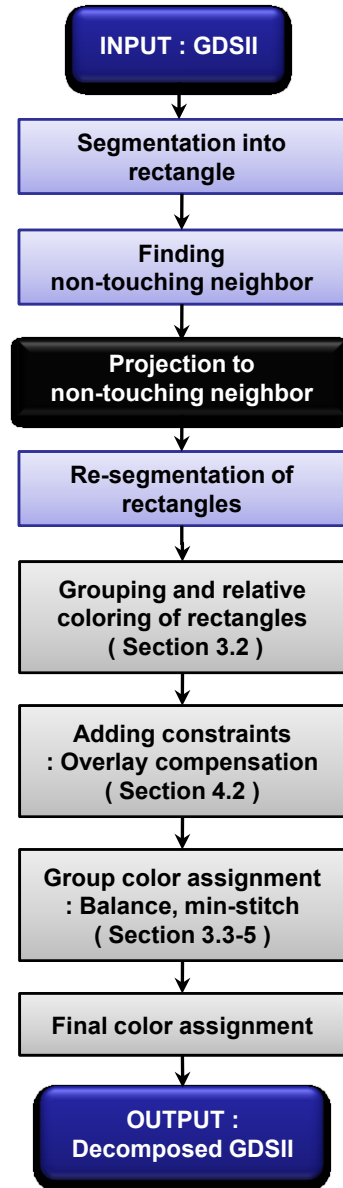 INPUT : GDSII
Segmentation into
rectangle
Finding
non-touching neighbor
Projection to
non-touching neighbor
Re-segmentation of
rectangles
Grouping and relative
coloring of rectangles
( Section 3.2 )
Adding constraints
: Overlay compensation
( Section 4.2 )
Group color assignment
: Balance, min-stitch
( Section 3.3-5 )
Final color assignment
OUTPUT :
Decomposed GDSII